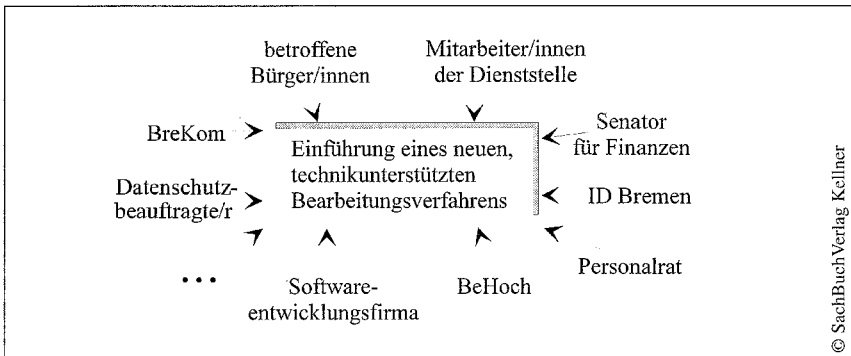 betroffene
Bürger/innen
Mitarbeiter/innen
der Dienststelle
BreKom
Senator
für Finanzen
Einführung eines neuen,
technikunterstützten
Bearbeitungsverfahrens
Datenschutz-
beauftragte/r
ID Bremen
Personalrat
...
Software-
entwicklungsfirma
BeHoch
© SachBuchVerlag Kellner